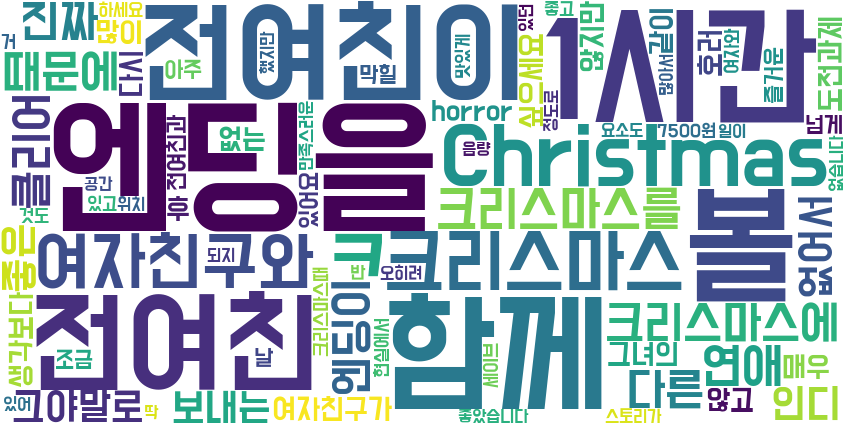 진짜
하세요
많이
거
때문에
다시
아주
전여친이
했지만
막힐
맛있게
좋고
있던
싶으세요
정도로
1시간
않지만
같이
많아서
호러
여자와
즐거운
도전과제
클리어
엔딩을
전여친과
후
없는
만족스러운
horror
음량
Christmas
요소도
7500원
일이
넘게
없습니다
공간
있고
위치
있어요
크리스마스를
볼
없어서
것도
좋은
여자친구와
되지
ㅋ
크리스마스
반
오히려
생각보다
조금
전여친
날
크리스마스때
엔딩이
현실에서
함께
세이브
크리스마스에
그녀의
연애
매우
다른
않고
인디
있어
그야말로
딱
보내는
여자친구가
좋았습니다
스토리가